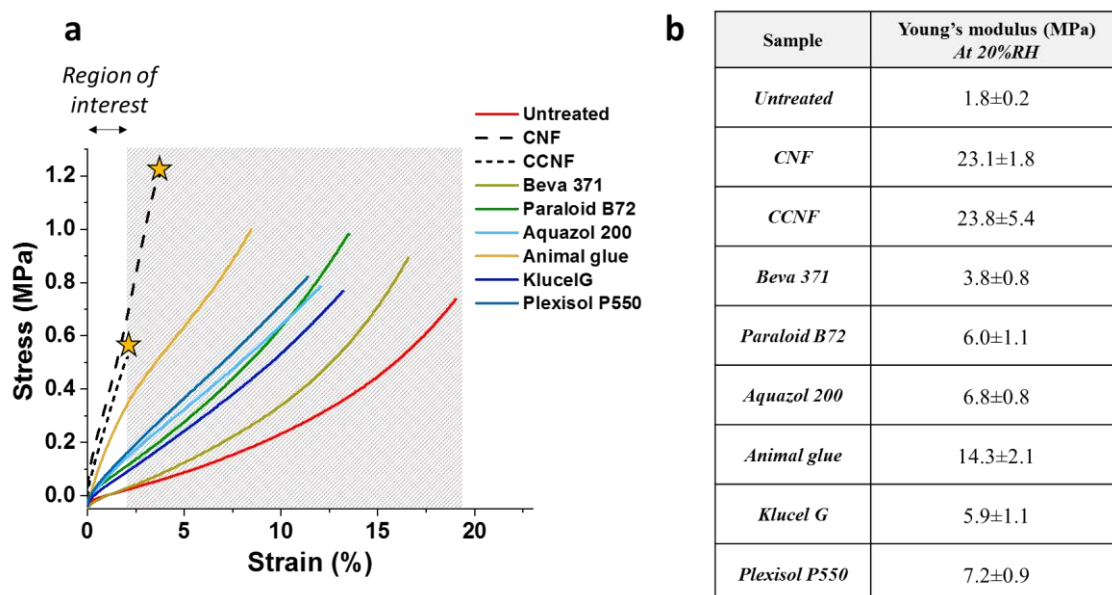 a
Region of
interest
Untreated
CNF
CCNF
Beva 371
Paraloid B72
Aquazol 200
Animal glue
KlucelG
Plexisol P550
Stress (MPa)
1.2
1.0
0.8
0.6
0.4
0.2
0.0
0 5 10 15 20
Strain (%)
b
Sample Young's modulus (MPa)
At 20%RH
Untreated 1.8±0.2
CNF 23.1±1.8
CCNF 23.8±5.4
Beva 371 3.8±0.8
Paraloid B72 6.0±1.1
Aquazol 200 6.8±0.8
Animal glue 14.3±2.1
Klucel G 5.9±1.1
Plexisol P550 7.2±0.9